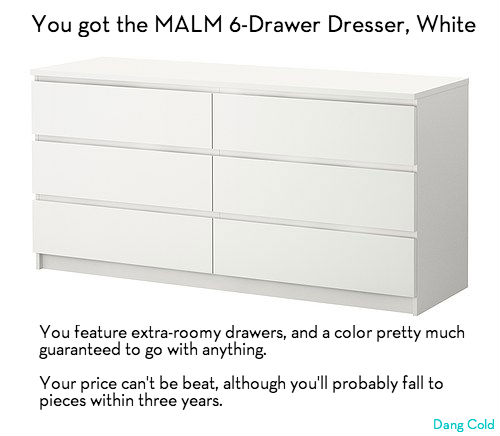 You got the MALM 6-Drawer Dresser, White
You feature extra-roomy drawers, and a color pretty much
guaranteed to go with anything.
Your price can't be beat, although you'll probably fall to
pieces within three years.
Dang Cold